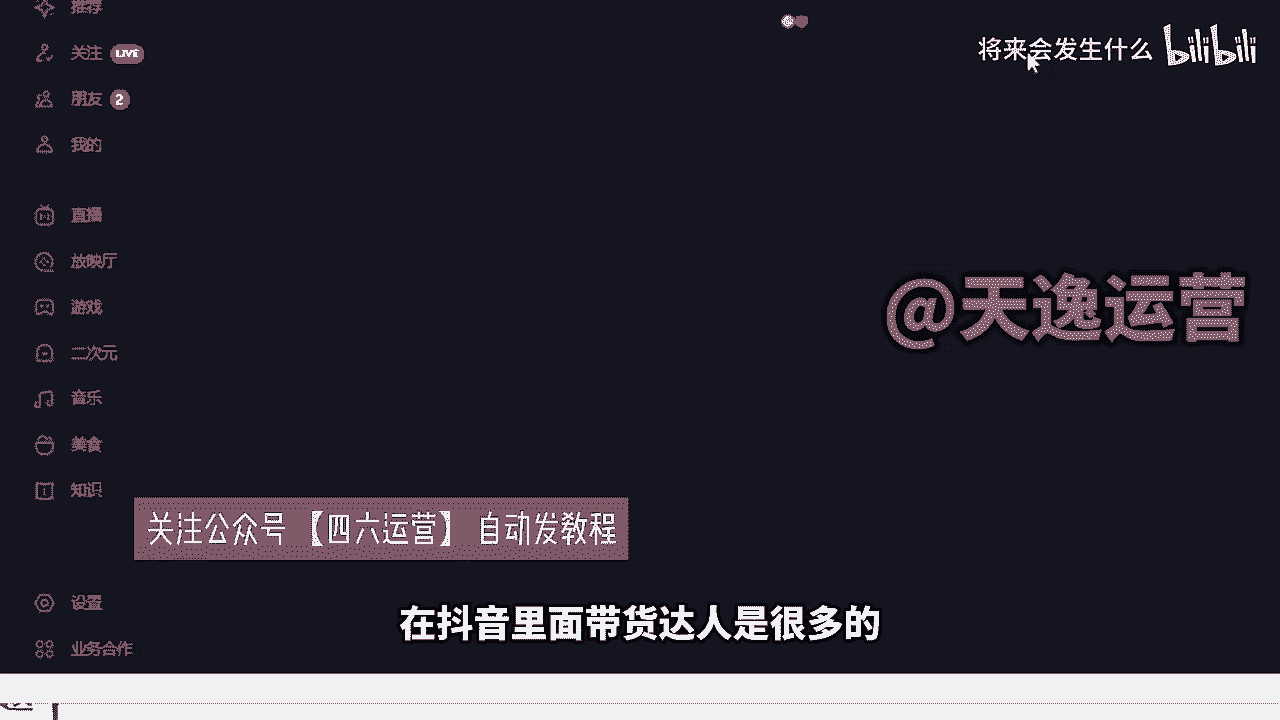 推荐
关注 LIVE
朋友 2
我的
直播
放映厅
游戏
二次元
音乐
美食
知识
设置
业务合作
将来会发生什么 bilibili
@天逸运营
关注公众号 【四六运营】 自动发教程
在抖音里面带货达人是很多的